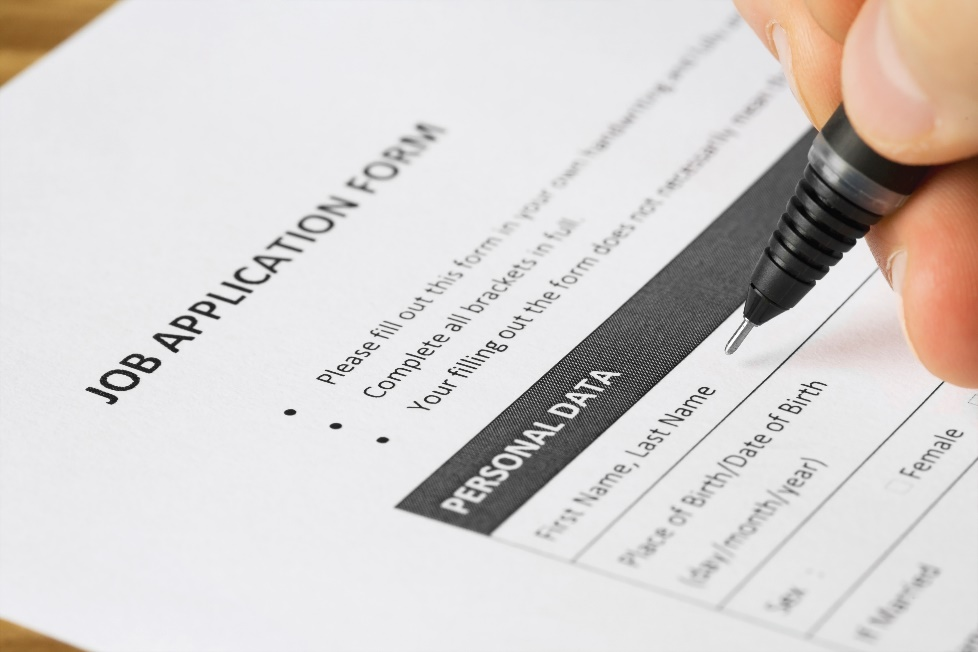 JOB APPLICATION FORM
• Please fill out this form in your own handwriting and
• Complete all brackets in full.
• Your filling out the form does not necessarily mean
PERSONAL DATA
First Name, Last Name
Place of Birth/Date of Birth
(day/month/year)
Sex :
Female
If Married